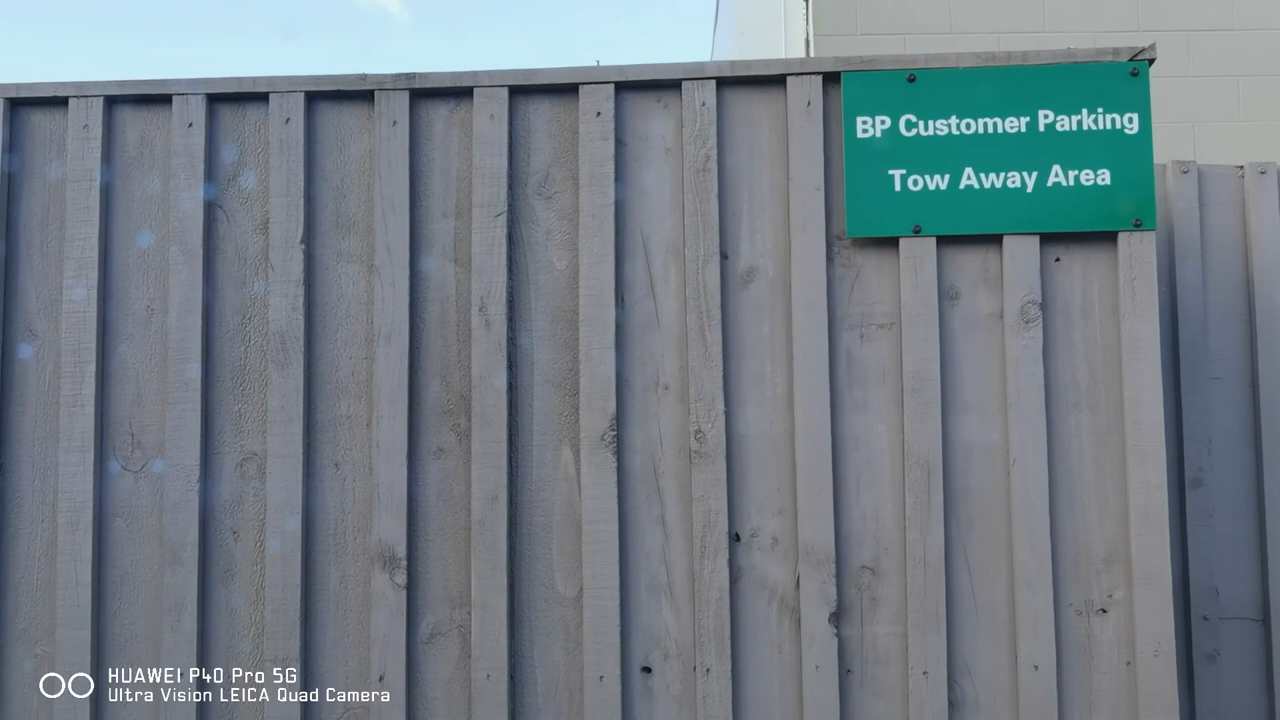 BP Customer Parking
Tow Away Area
HUAWEI P40 Pro 5G
Ultra Vision LEICA Quad Camera